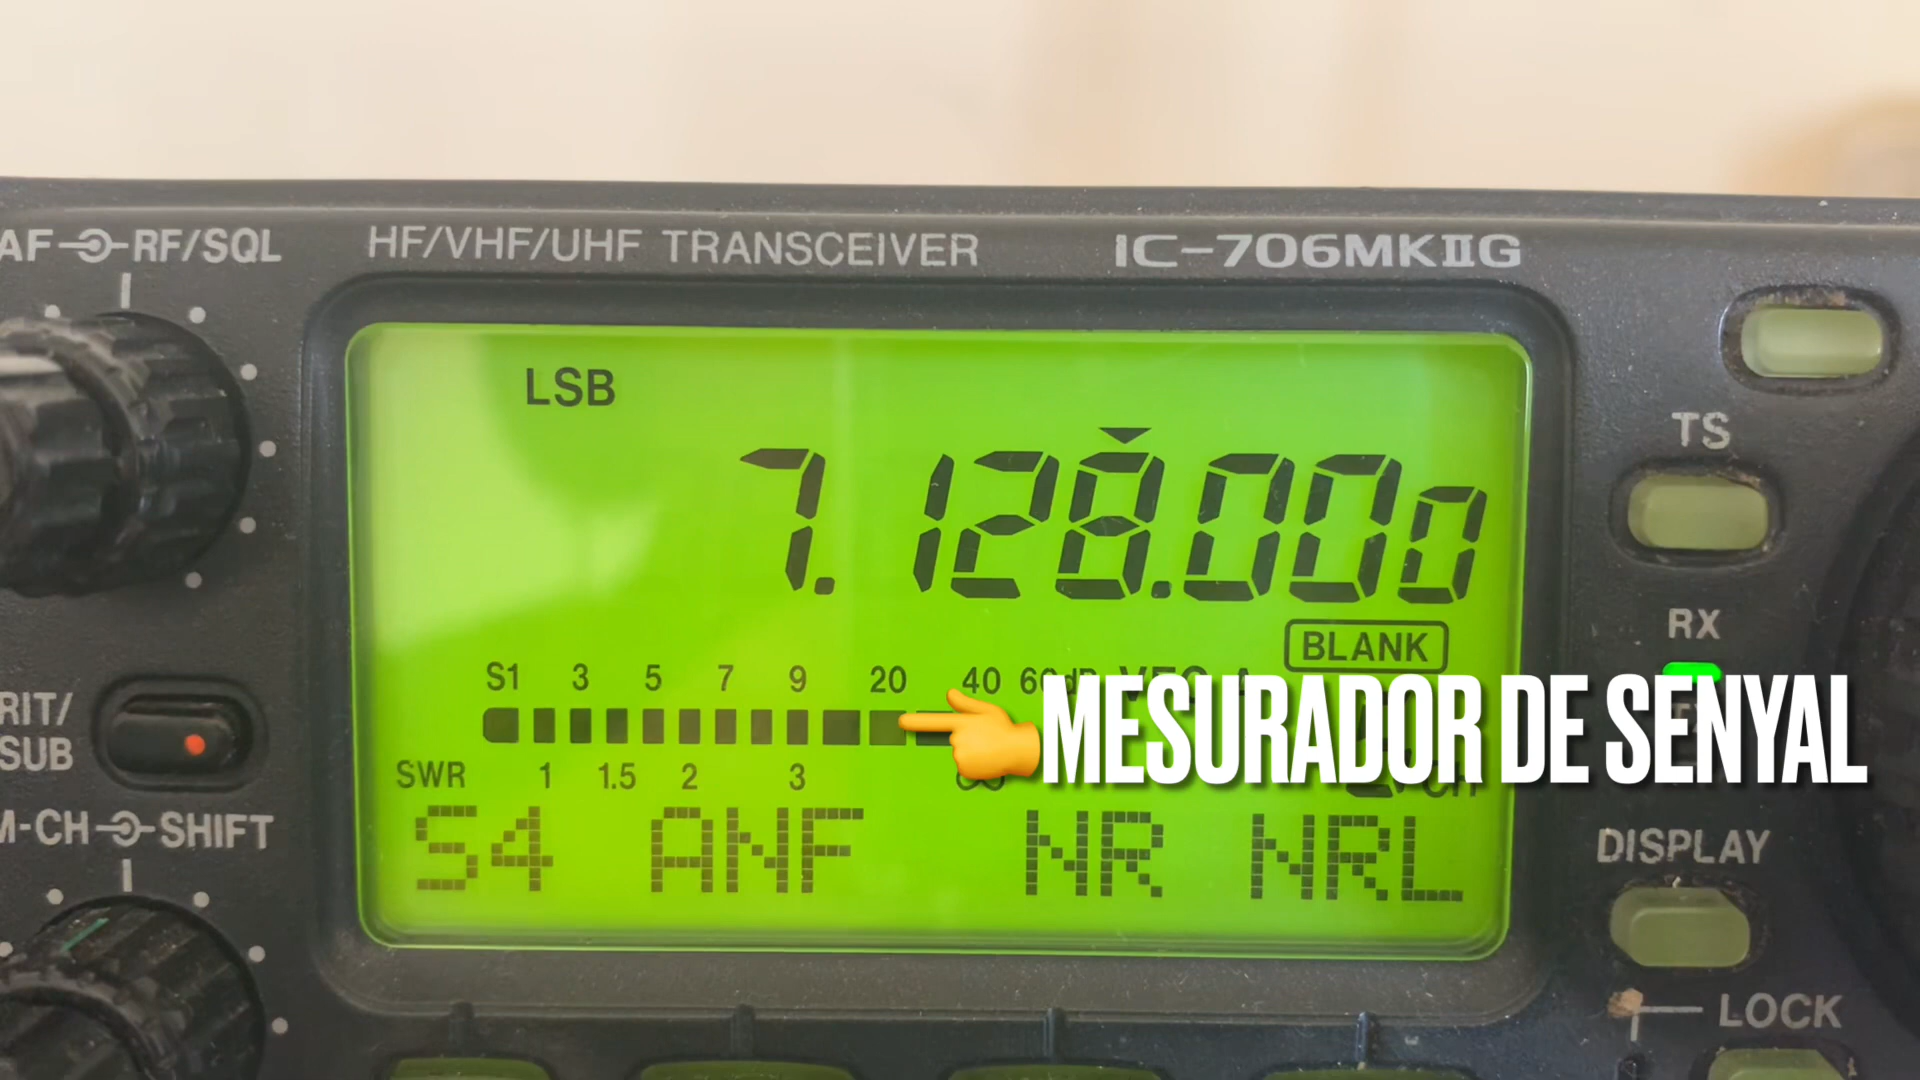 AF RF/SQL
HF/VHF/UHF TRANSCEIVER
IC-706MKIIG
LSB
7.128.000
TS
BLANK
RX
S1 3 5 7 9 20 40 60dB
RIT/
SUB
MESURADOR DE SENYAL
SWR 1 1.5 2 3 ∞
M-CH SHIFT
S4 ANF NR NRL
DISPLAY
LOCK